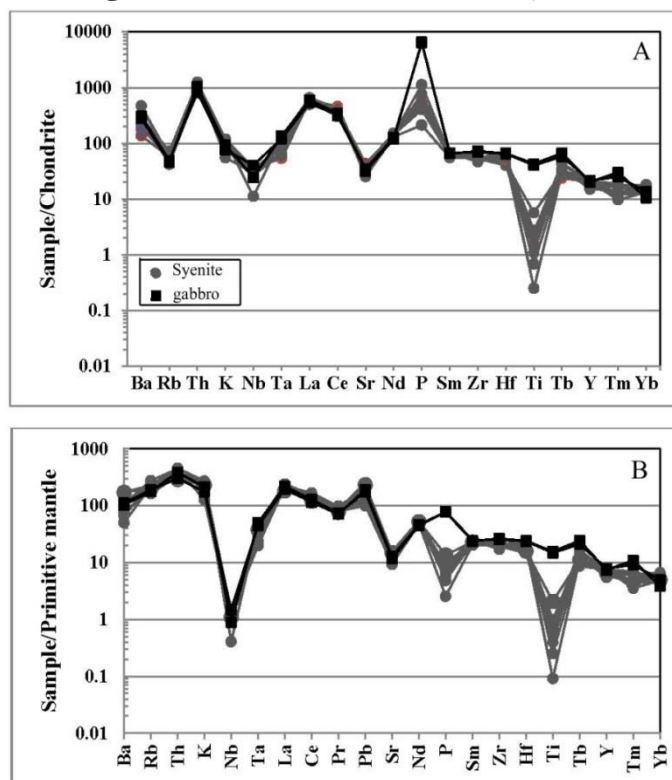 A
10000
1000
100
10
1
0.1
0.01
Sample/Chondrite
Syenite
gabbro
Ba Rb Th K Nb Ta La Ce Sr Nd P Sm Zr Hf Ti Tb Y Tm Yb
B
1000
100
10
1
0.1
0.01
Sample/Primitive mantle
Ba Rb Th K Nb Ta La Ce Pr Pb Sr Nd P Sm Zr Hf Ti Tb Y Tm Yb